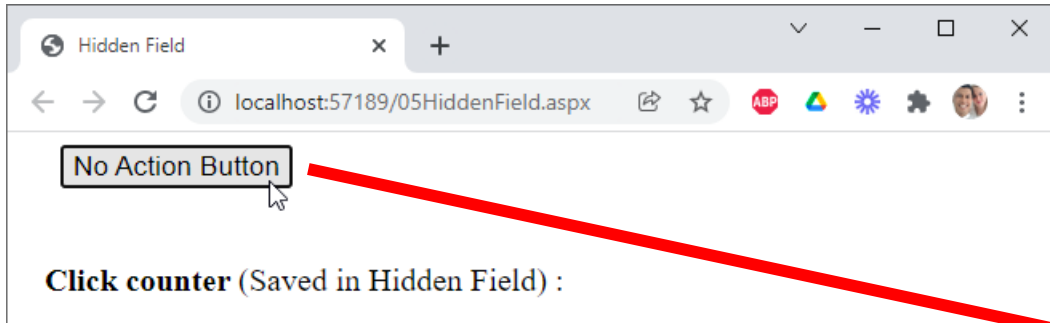 Hidden Field
localhost:57189/05HiddenField.aspx
ABP
No Action Button
Click counter (Saved in Hidden Field) :